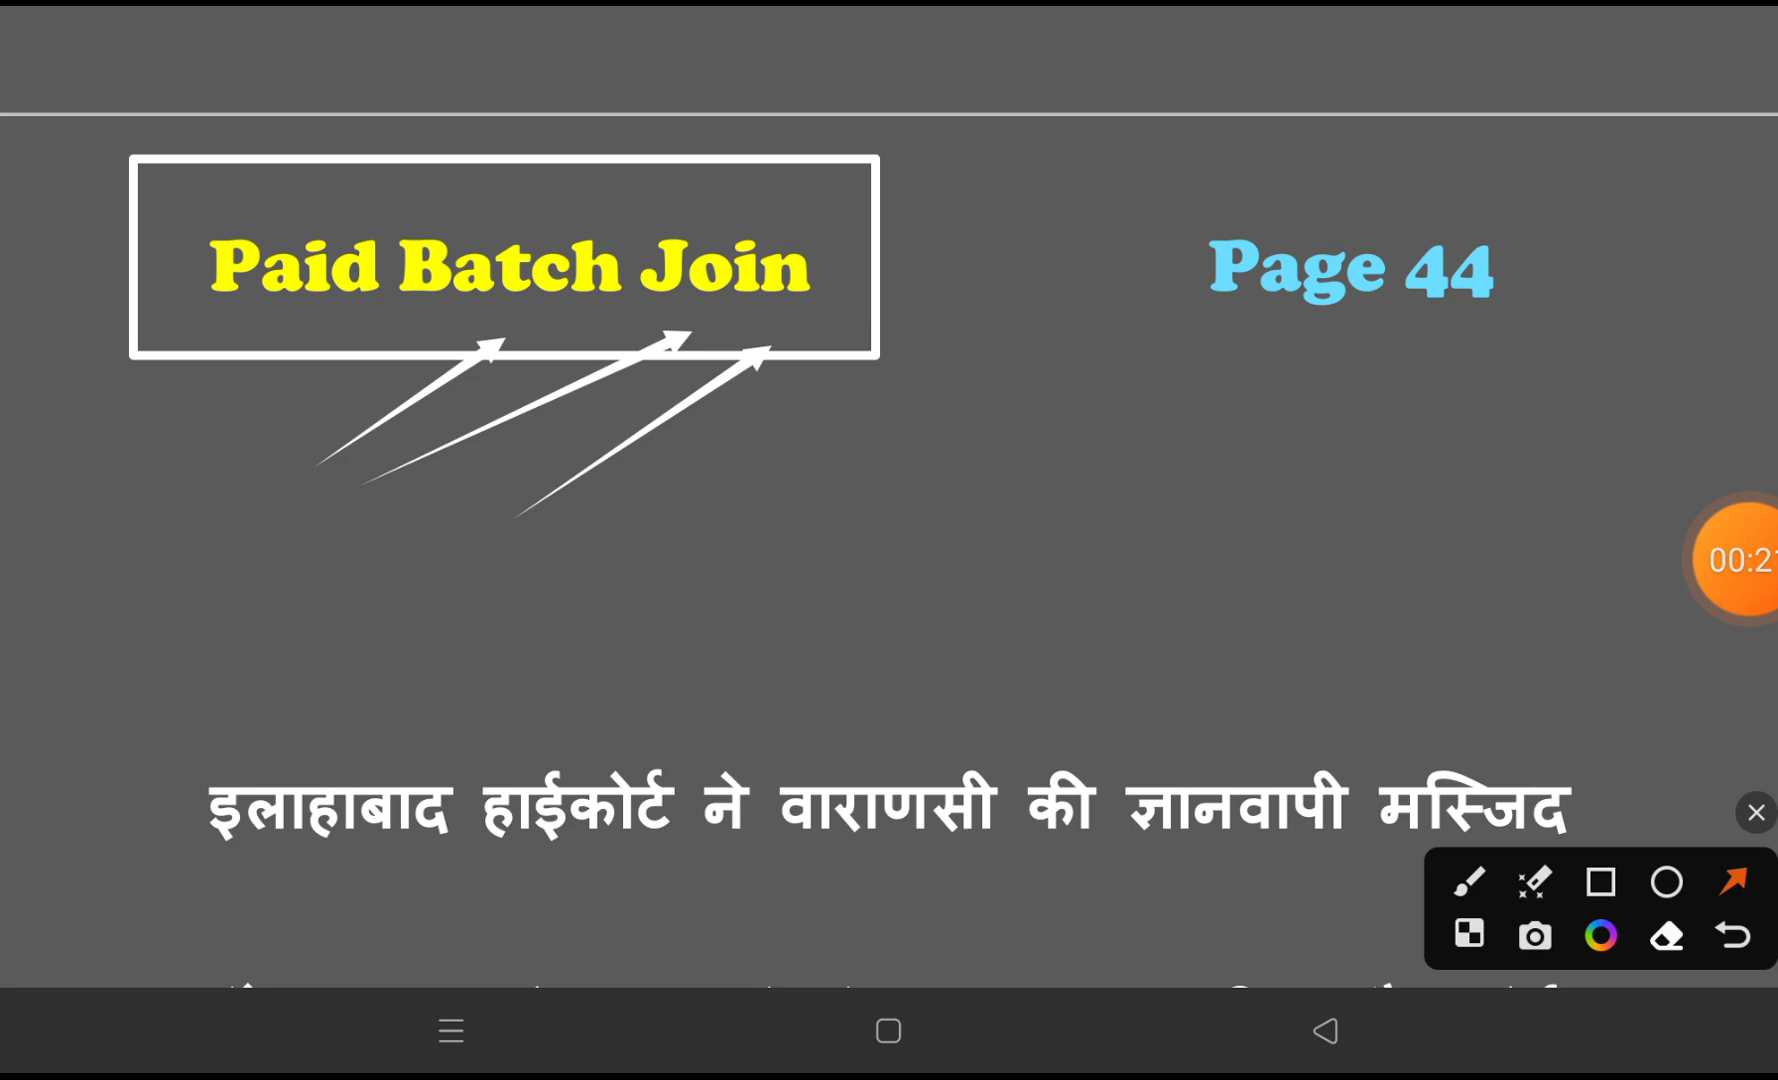 Paid Batch Join
Page 44
00:2
इलाहाबाद हाईकोर्ट ने वाराणसी की ज्ञानवापी मस्जिद